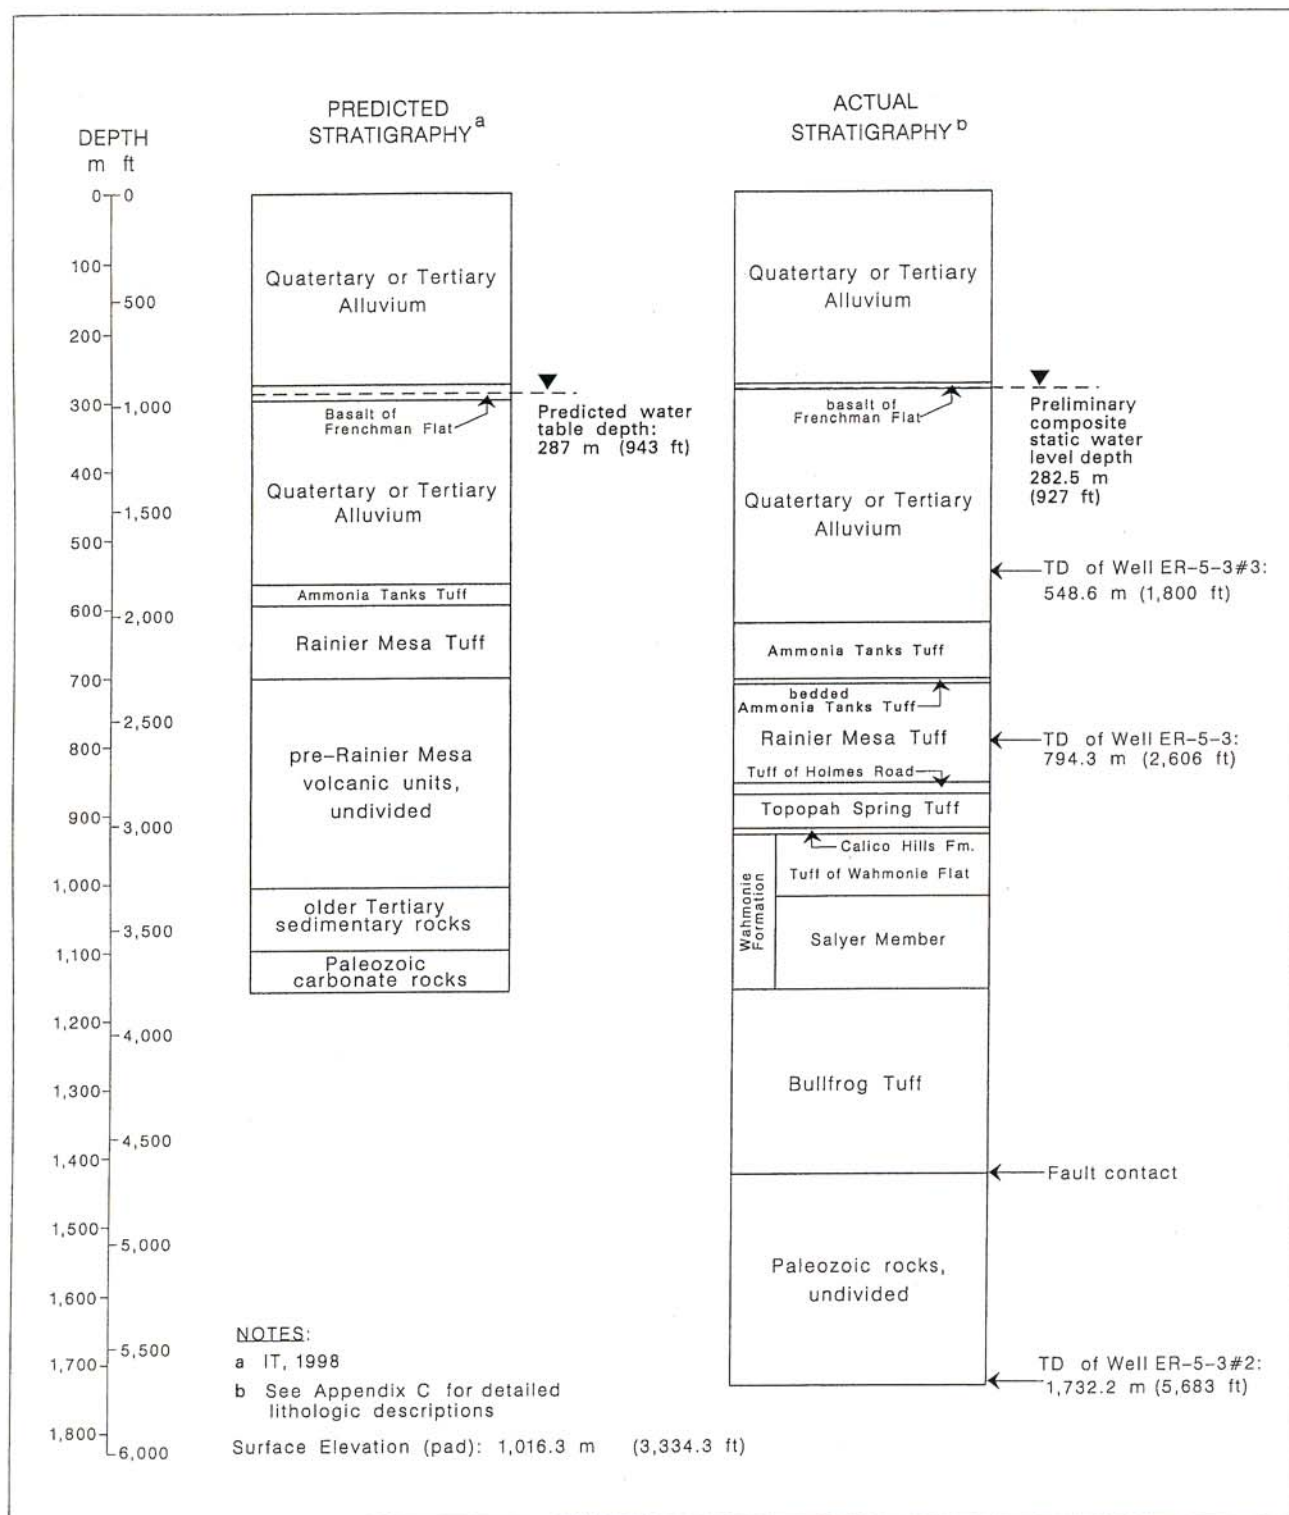 PREDICTED
STRATIGRAPHY a
ACTUAL
STRATIGRAPHY b
DEPTH
m ft
0 0
100
500
200
300
1,000
400
1,500
500
600
2,000
700
2,500
800
900
3,000
1,000
3,500
1,100
1,200
4,000
1,300
4,500
1,400
1,500
5,000
1,600
5,500
1,700
1,800
6,000
Quatertary or Tertiary
Alluvium
Basalt of
Frenchman Flat
Predicted water
table depth:
287 m (943 ft)
Quatertary or Tertiary
Alluvium
Ammonia Tanks Tuff
Rainier Mesa Tuff
pre-Rainier Mesa
volcanic units,
undivided
older Tertiary
sedimentary rocks
Paleozoic
carbonate rocks
Quatertary or Tertiary
Alluvium
basalt of
Frenchman Flat
Preliminary
composite
static water
level depth
282.5 m
(927 ft)
Quatertary or Tertiary
Alluvium
TD of Well ER-5-3#3:
548.6 m (1,800 ft)
Ammonia Tanks Tuff
bedded
Ammonia Tanks Tuff
Rainier Mesa Tuff
TD of Well ER-5-3:
794.3 m (2,606 ft)
Tuff of Holmes Road
Topopah Spring Tuff
Calico Hills Fm.
Wahmonie
Formation
Tuff of Wahmonie Flat
Salyer Member
Bullfrog Tuff
Fault contact
Paleozoic rocks,
undivided
TD of Well ER-5-3#2:
1,732.2 m (5,683 ft)
NOTES:
a IT, 1998
b See Appendix C for detailed
lithologic descriptions
Surface Elevation (pad): 1,016.3 m (3,334.3 ft)